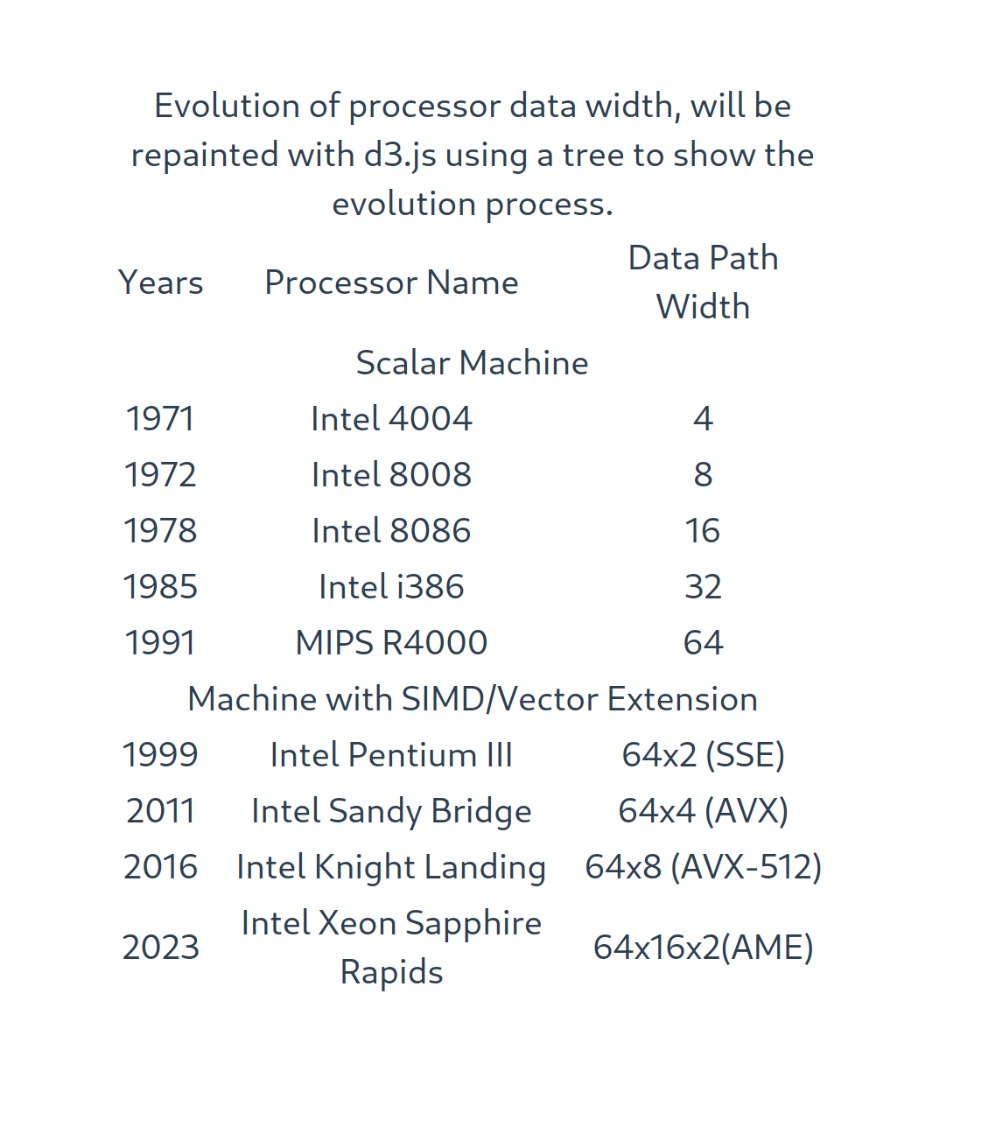 Evolution of processor data width, will be
repainted with d3.js using a tree to show the
evolution process.
Years Processor Name Data Path
Width
Scalar Machine
1971 Intel 4004 4
1972 Intel 8008 8
1978 Intel 8086 16
1985 Intel i386 32
1991 MIPS R4000 64
Machine with SIMD/Vector Extension
1999 Intel Pentium III 64x2 (SSE)
2011 Intel Sandy Bridge 64x4 (AVX)
2016 Intel Knight Landing 64x8 (AVX-512)
2023 Intel Xeon Sapphire
Rapids 64x16x2(AME)